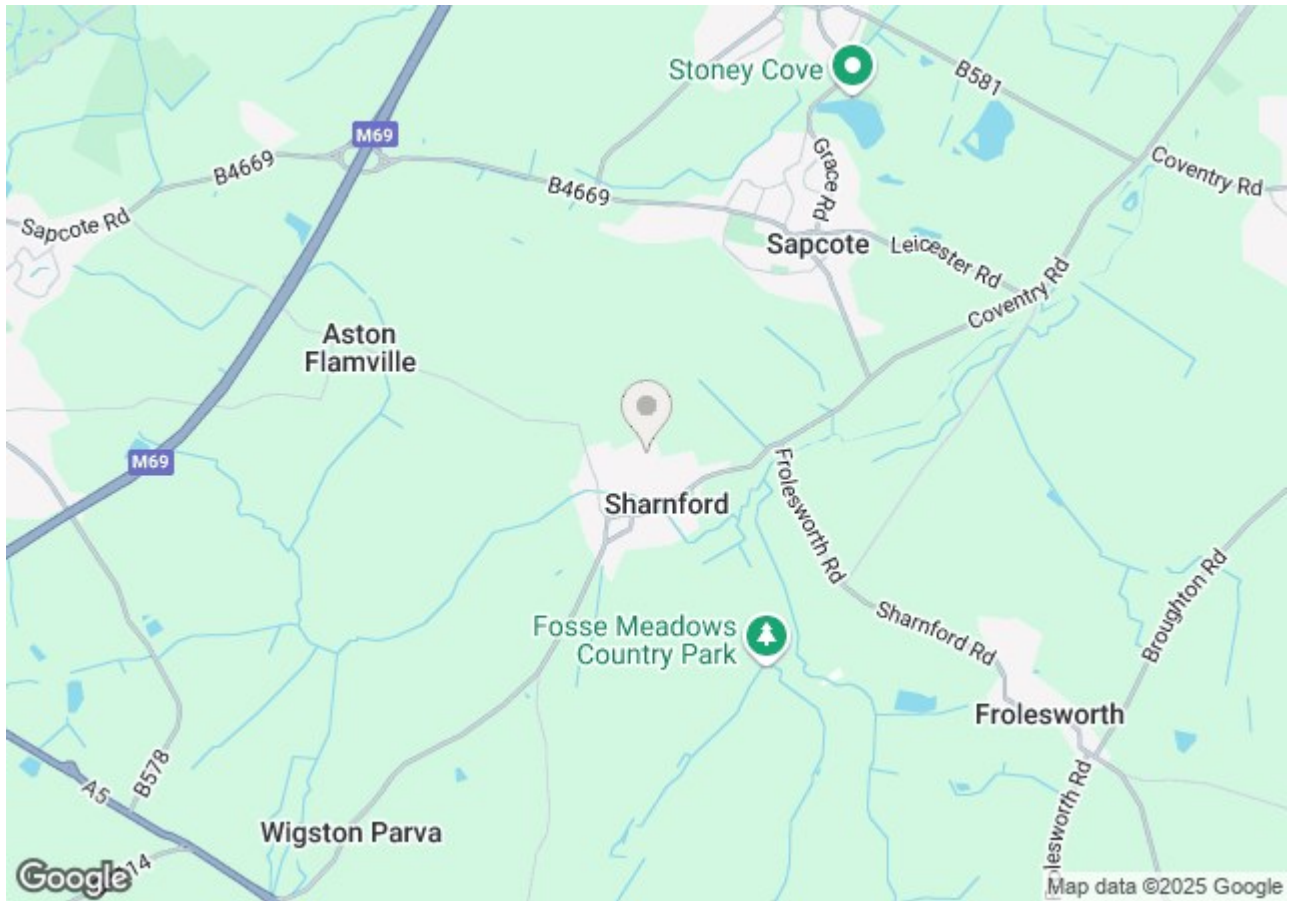 Stoney Cove
B581
M69
B4669
B4669
Grace Rd
Coventry Rd
Sapcote Rd
Sapcote
Leicester Rd
Coventry Rd
Aston
Flamville
M69
Sharnford
Frolesworth Rd
Broughton Rd
Sharnford Rd
Fosse Meadows
Country Park
Frolesworth
B578
A5
Wigston Parva
olesworth Rd
14
Google
Map data ©2025 Google